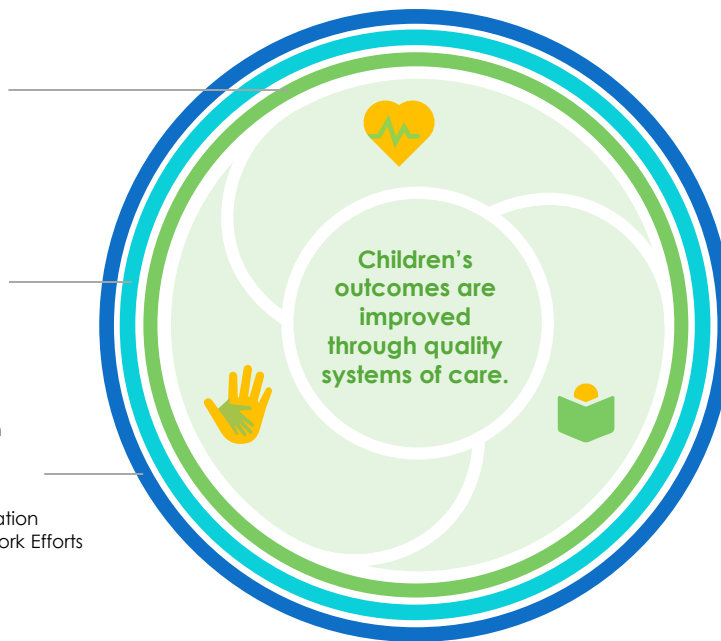 Children’s
outcomes are
improved
through quality
systems of care.
ation
ork Efforts